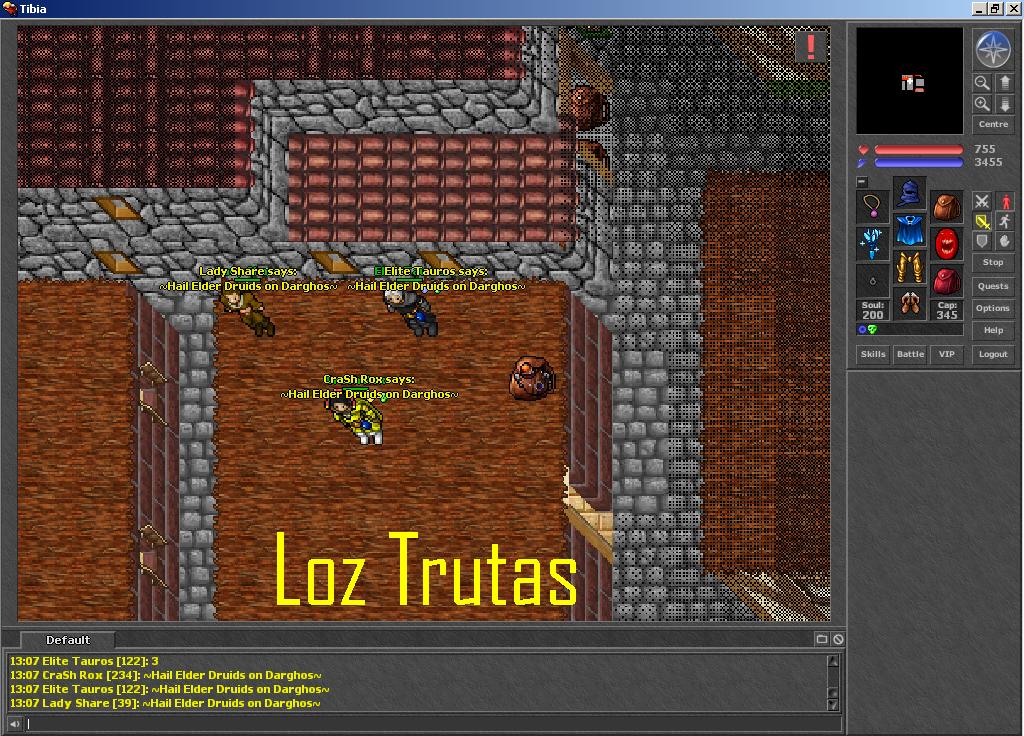 Tibia
Lady Share says:
~Hail Elder Druids on Darghos~
Elite Tauros says:
~Hail Elder Druids on Darghos~
CraSh Rox says:
~Hail Elder Druids on Darghos~
Loz Trutas
Centre
755
3455
Stop
Quests
Options
Help
Soul:
200
Cap:
345
Skills
Battle
VIP
Logout
Default
13:07 Elite Tauros [122]: 3
13:07 CraSh Rox [234]: ~Hail Elder Druids on Darghos~
13:07 Elite Tauros [122]: ~Hail Elder Druids on Darghos~
13:07 Lady Share [39]: ~Hail Elder Druids on Darghos~